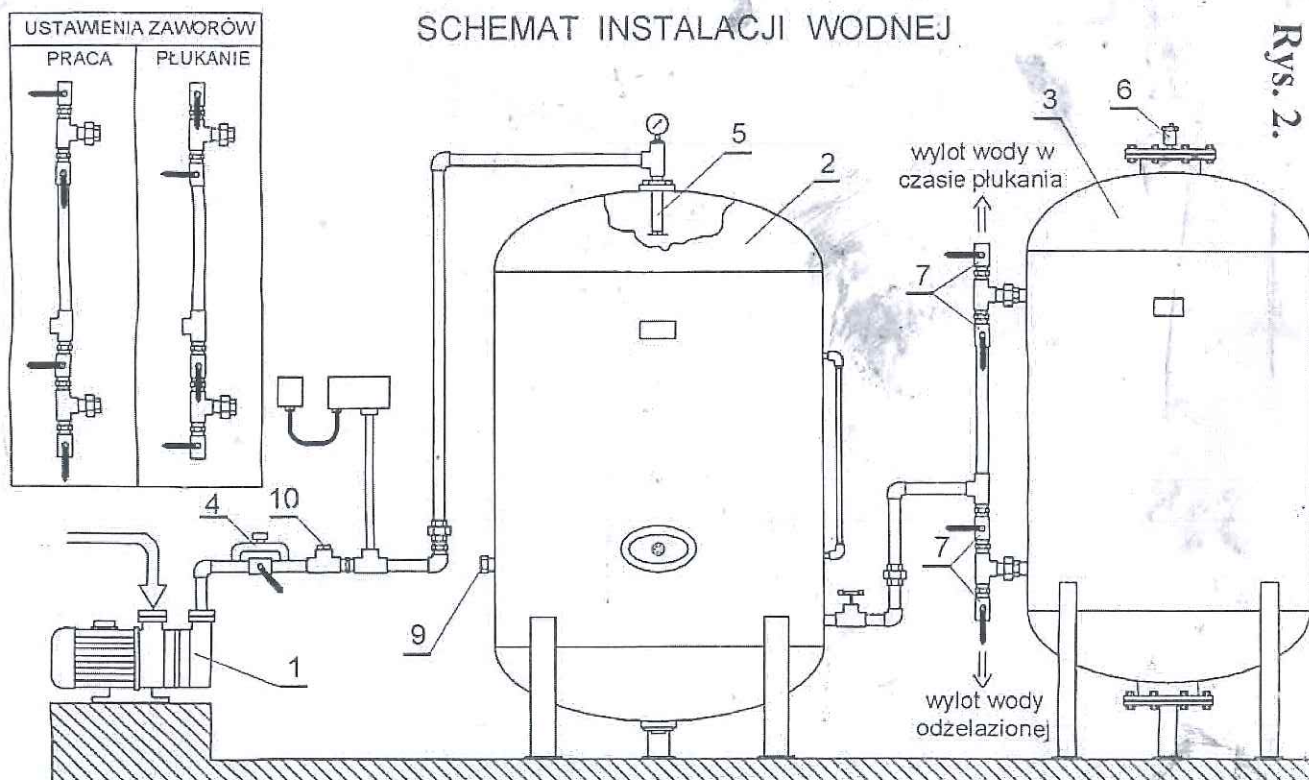 USTAWIENIA ZAWORÓW
PRACA
PŁUKANIE
SCHEMAT INSTALACJI WODNEJ
Rys. 2.
3
6
5
2
wylot wody w
czasie płukania
7
4
10
7
9
1
wylot wody
odżelazionej